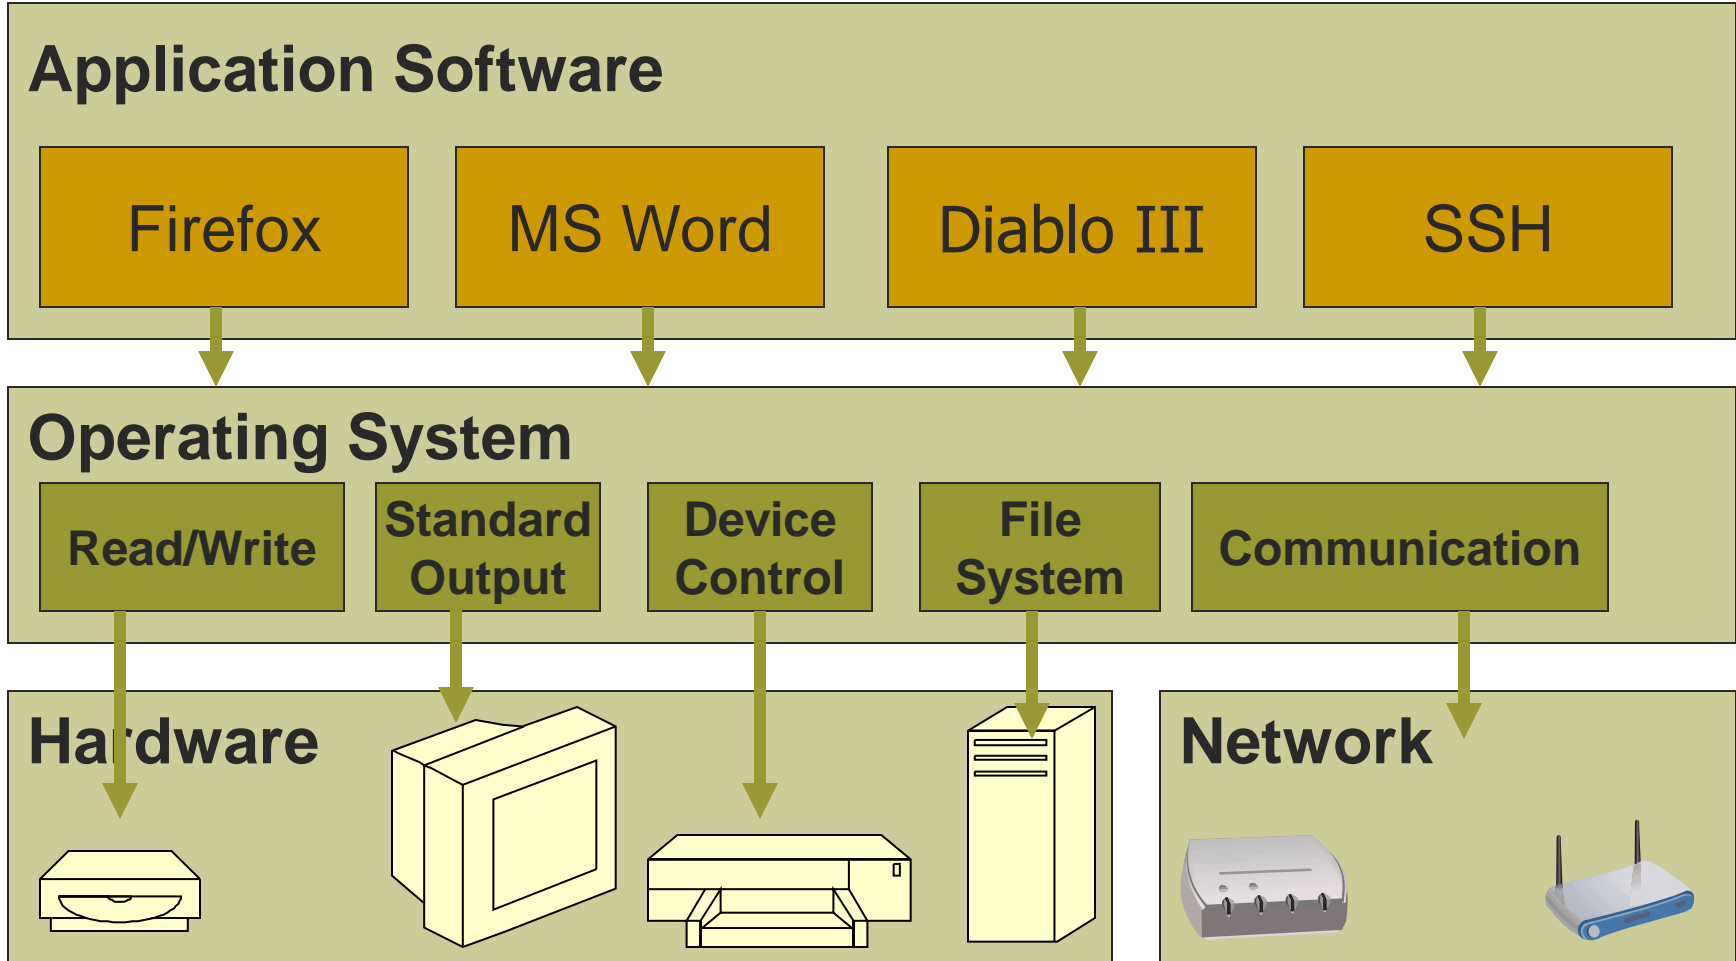 Application Software
Firefox
MS Word
Diablo III
SSH
Operating System
Read/Write
Standard
Output
Device
Control
File
System
Communication
Hardware
Network